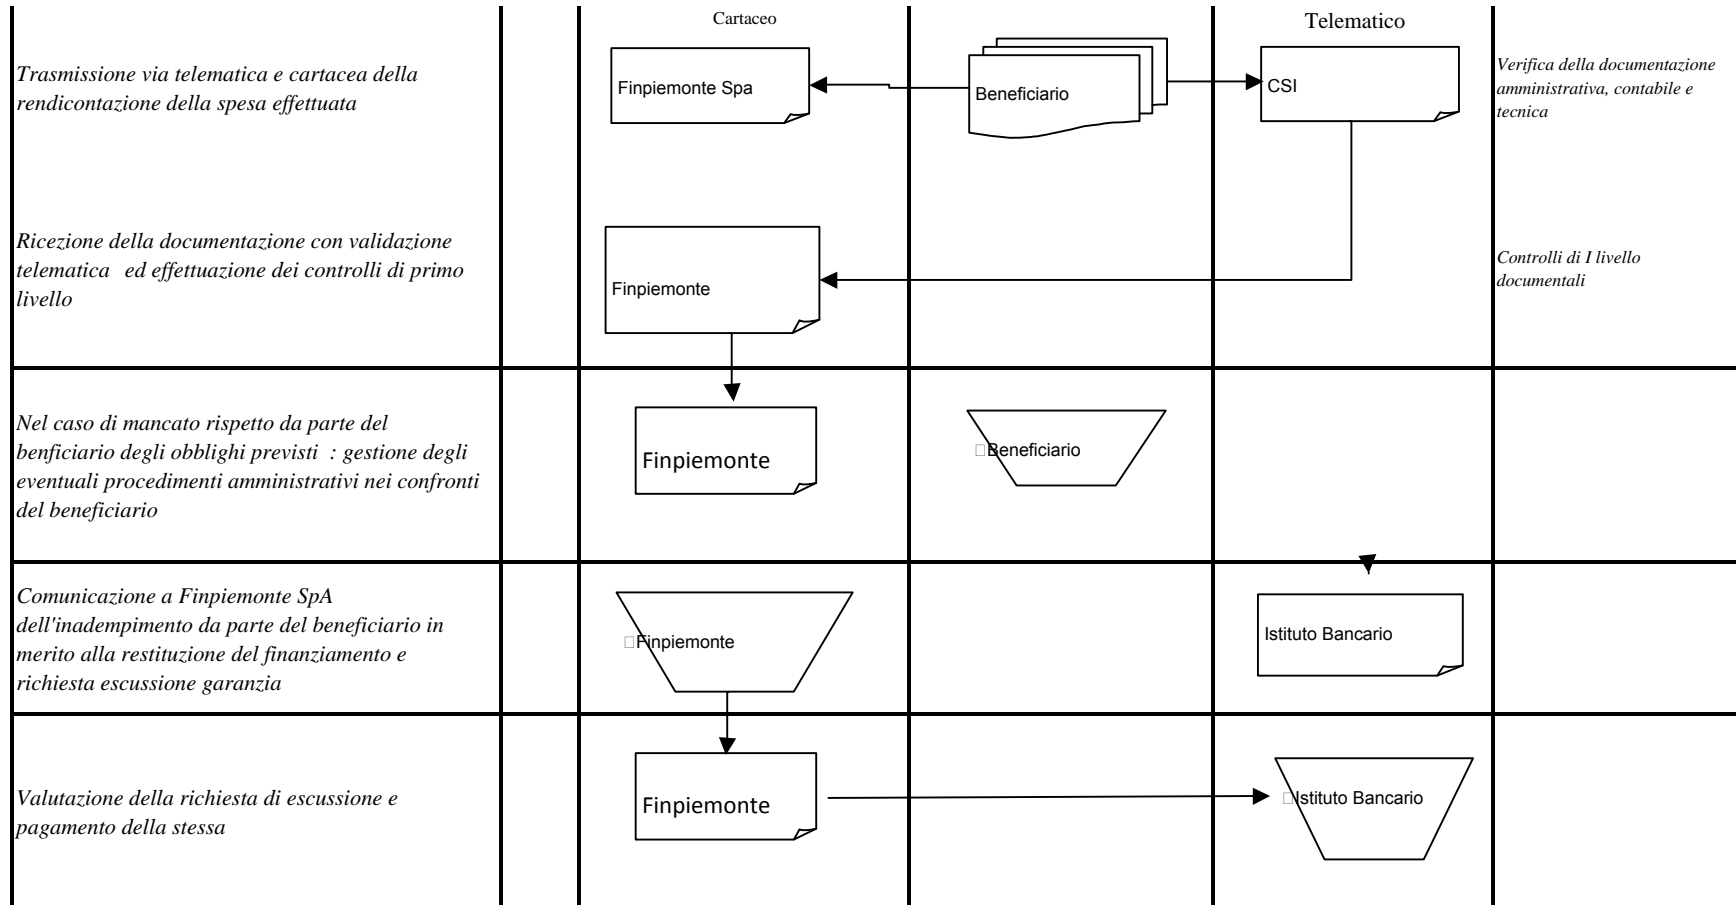 Cartaceo
Telematico
Trasmissione via telematica e cartacea della
rendicontazione della spesa effettuata
Finpiemonte Spa
Beneficiario
CSI
Verifica della documentazione
amministrativa, contabile e
tecnica
Ricezione della documentazione con validazione
telematica ed effettuazione dei controlli di primo
livello
Finpiemonte
Controlli di I livello
documentali
Nel caso di mancato rispetto da parte del
benficiario degli obblighi previsti : gestione degli
eventuali procedimenti amministrativi nei confronti
del beneficiario
Finpiemonte
Beneficiario
Comunicazione a Finpiemonte SpA
dell'inadempimento da parte del beneficiario in
merito alla restituzione del finanziamento e
richiesta escussione garanzia
Finpiemonte
Istituto Bancario
Valutazione della richiesta di escussione e
pagamento della stessa
Finpiemonte
Istituto Bancario